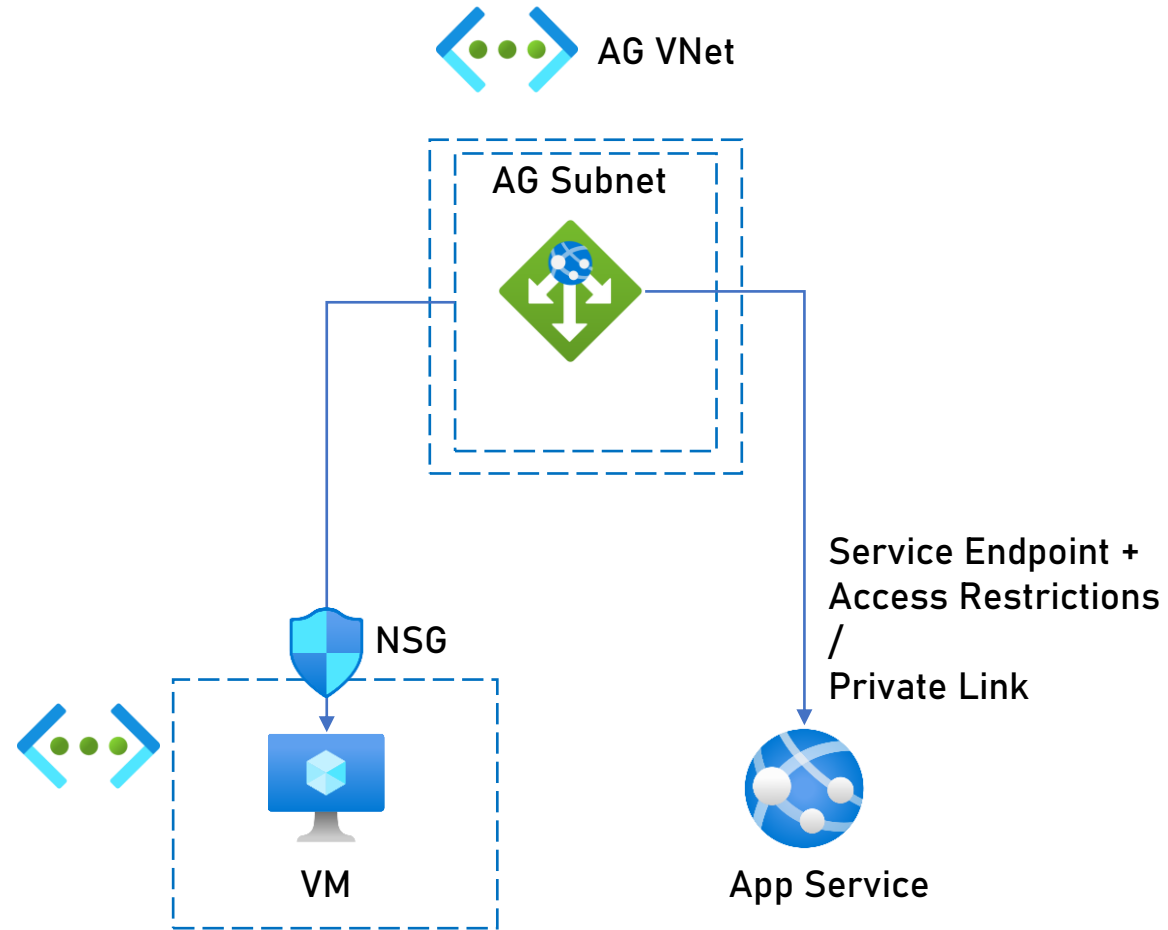 AG VNet
AG Subnet
Service Endpoint +
Access Restrictions
/
Private Link
NSG
VM
App Service